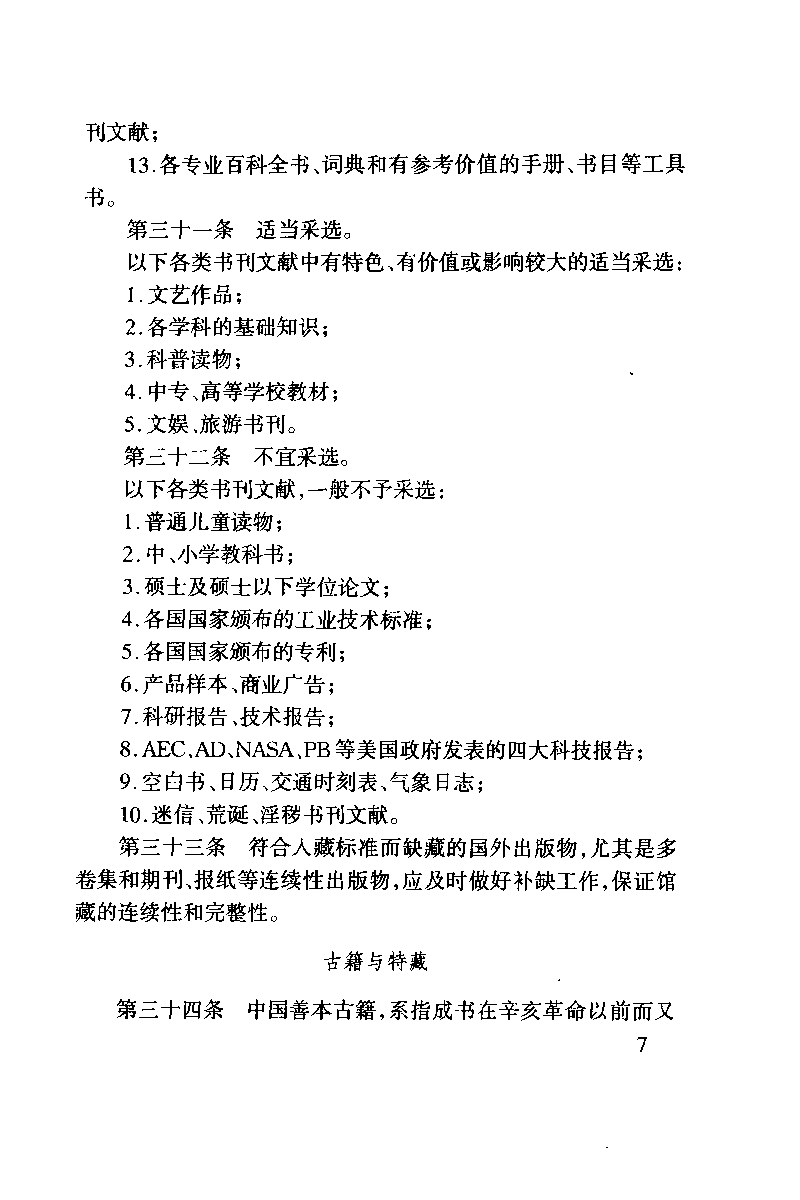 刊文献;
13.各专业百科全书、词典和有参考价值的手册、书目等工具
书。
第三十一条　适当采选。
以下各类书刊文献中有特色、有价值或影响较大的适当采选:
1.文艺作品;
2.各学科的基础知识;
3.科普读物;
4.中专、高等学校教材;
5.文娱、旅游书刊。
第三十二条　不宜采选。
以下各类书刊文献,一般不予采选:
1.普通儿童读物;
2.中、小学教科书;
3.硕士及硕士以下学位论文;
4.各国国家颁布的工业技术标准;
5.各国国家颁布的专利;
6.产品样本、商业广告;
7.科研报告、技术报告;
8.AEC、AD、NASA、PB等美国政府发表的四大科技报告;
9.空白书、日历、交通时刻表、气象日志;
10.迷信、荒诞、淫秽书刊文献。
第三十三条　符合入藏标准而缺藏的国外出版物,尤其是多
卷集和期刊、报纸等连续性出版物,应及时做好补缺工作,保证馆
藏的连续性和完整性。
古籍与特藏
第三十四条　中国善本古籍,系指成书在辛亥革命以前而又
7